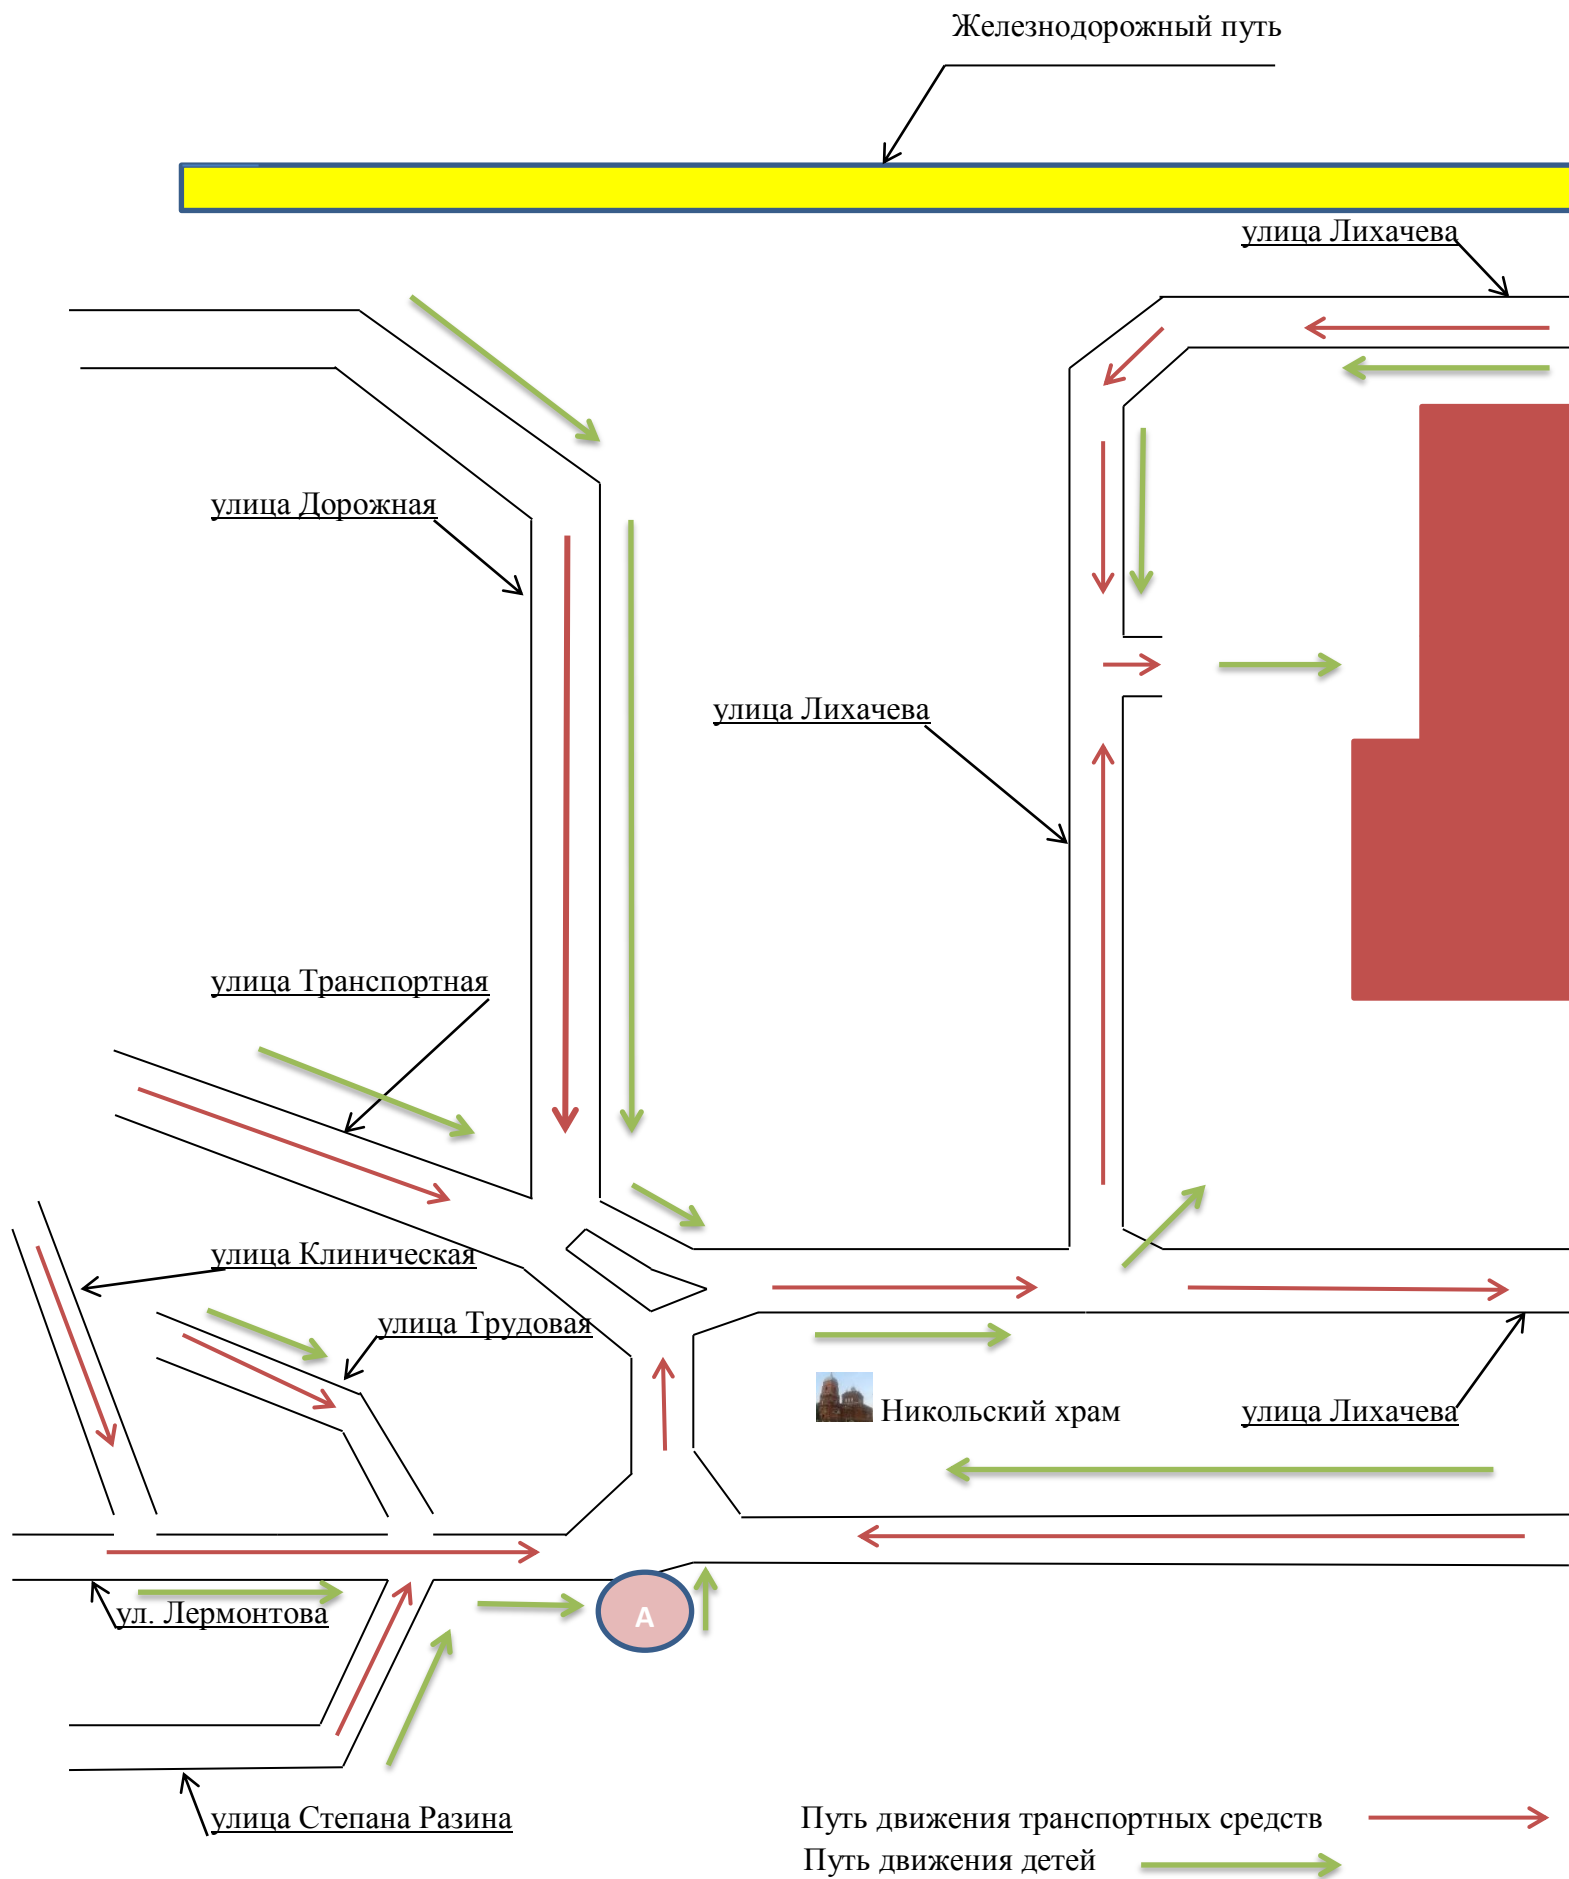 Железнодорожный путь
улица Лихачева
улица Дорожная
улица Лихачева
улица Транспортная
улица Клиническая
улица Трудовая
Никольский храм
улица Лихачева
А
ул. Лермонтова
улица Степана Разина
Путь движения транспортных средств
Путь движения детей